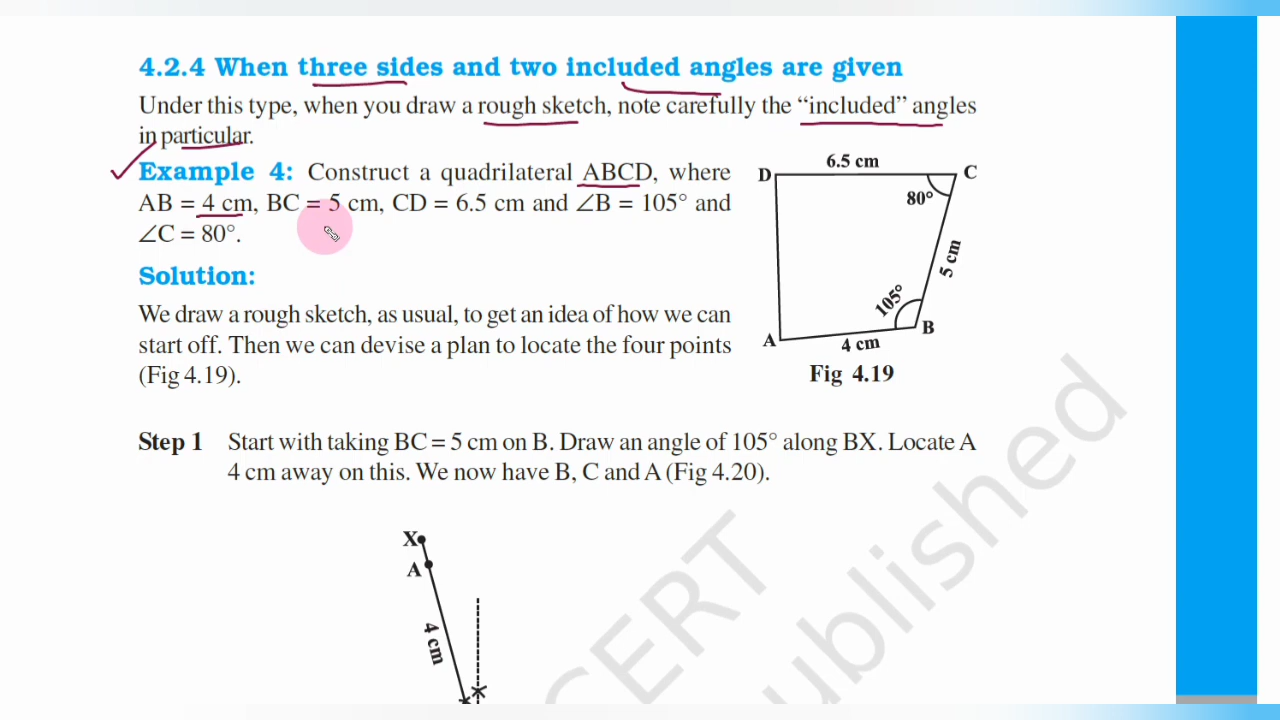 4.2.4 When three sides and two included angles are given
Under this type, when you draw a rough sketch, note carefully the “included” angles
in particular.
Example 4: Construct a quadrilateral ABCD, where
AB = 4 cm, BC = 5 cm, CD = 6.5 cm and ∠B = 105° and
∠C = 80°.
Solution:
We draw a rough sketch, as usual, to get an idea of how we can
start off. Then we can devise a plan to locate the four points
(Fig 4.19).
6.5 cm
D
C
80°
5 cm
105°
B
A
4 cm
Fig 4.19
Step 1 Start with taking BC = 5 cm on B. Draw an angle of 105° along BX. Locate A
4 cm away on this. We now have B, C and A (Fig 4.20).
X
A
4 cm
CERT
ublished